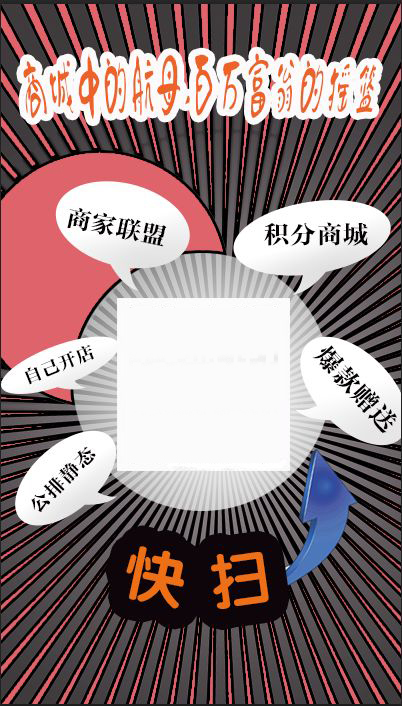 商城中的航母.百万富翁的摇篮
商家联盟
积分商城
自己开店
爆款赠送
公排静态
快扫